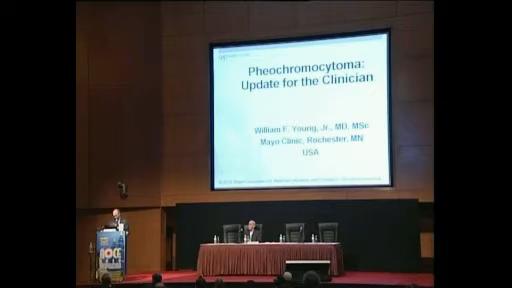 Pheochromocytoma:
Update for the Clinician
William F. Young, Jr., MD, MSc
Mayo Clinic, Rochester, MN
USA